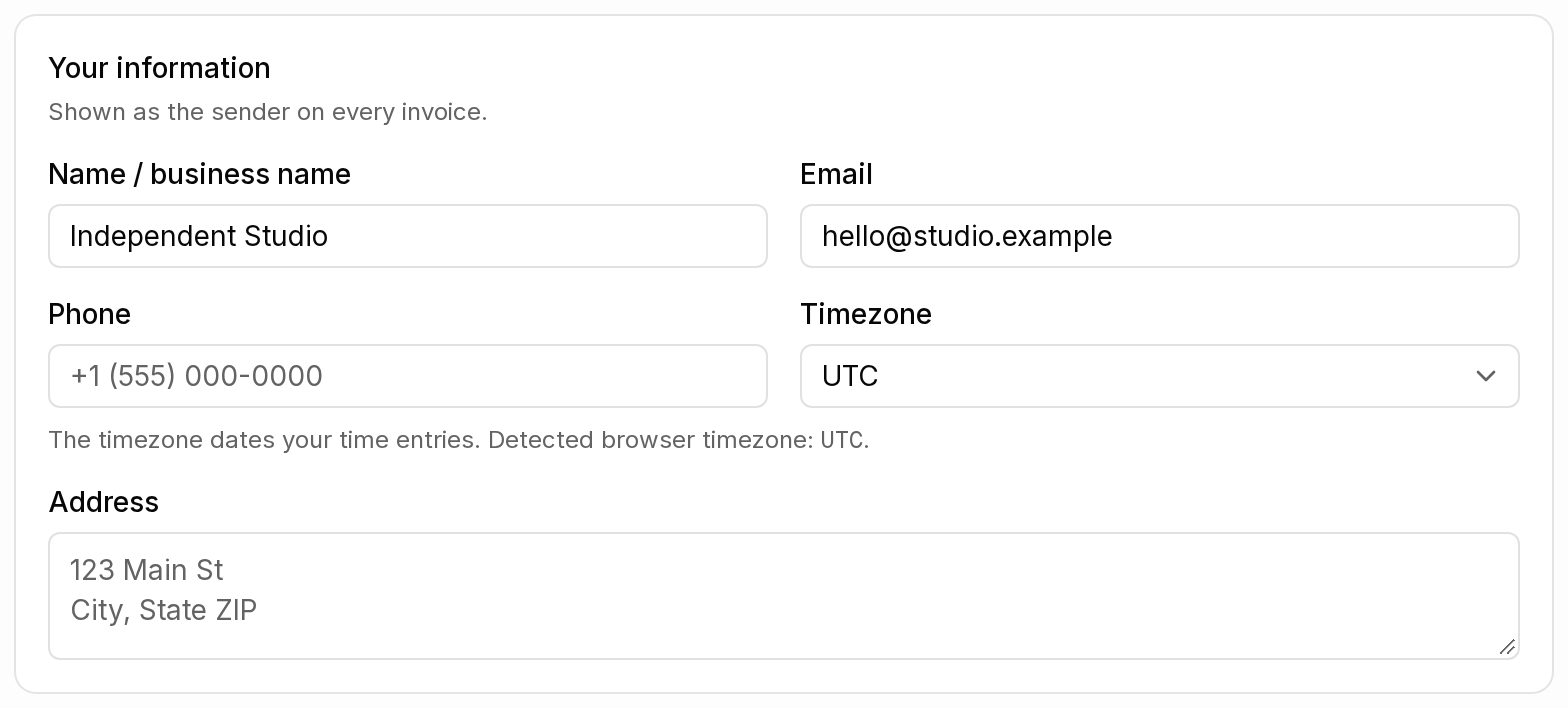 Your information
Shown as the sender on every invoice.
Name / business name
Independent Studio
Email
hello@studio.example
Phone
+1 (555) 000-0000
Timezone
UTC
The timezone dates your time entries. Detected browser timezone: UTC.
Address
123 Main St
City, State ZIP